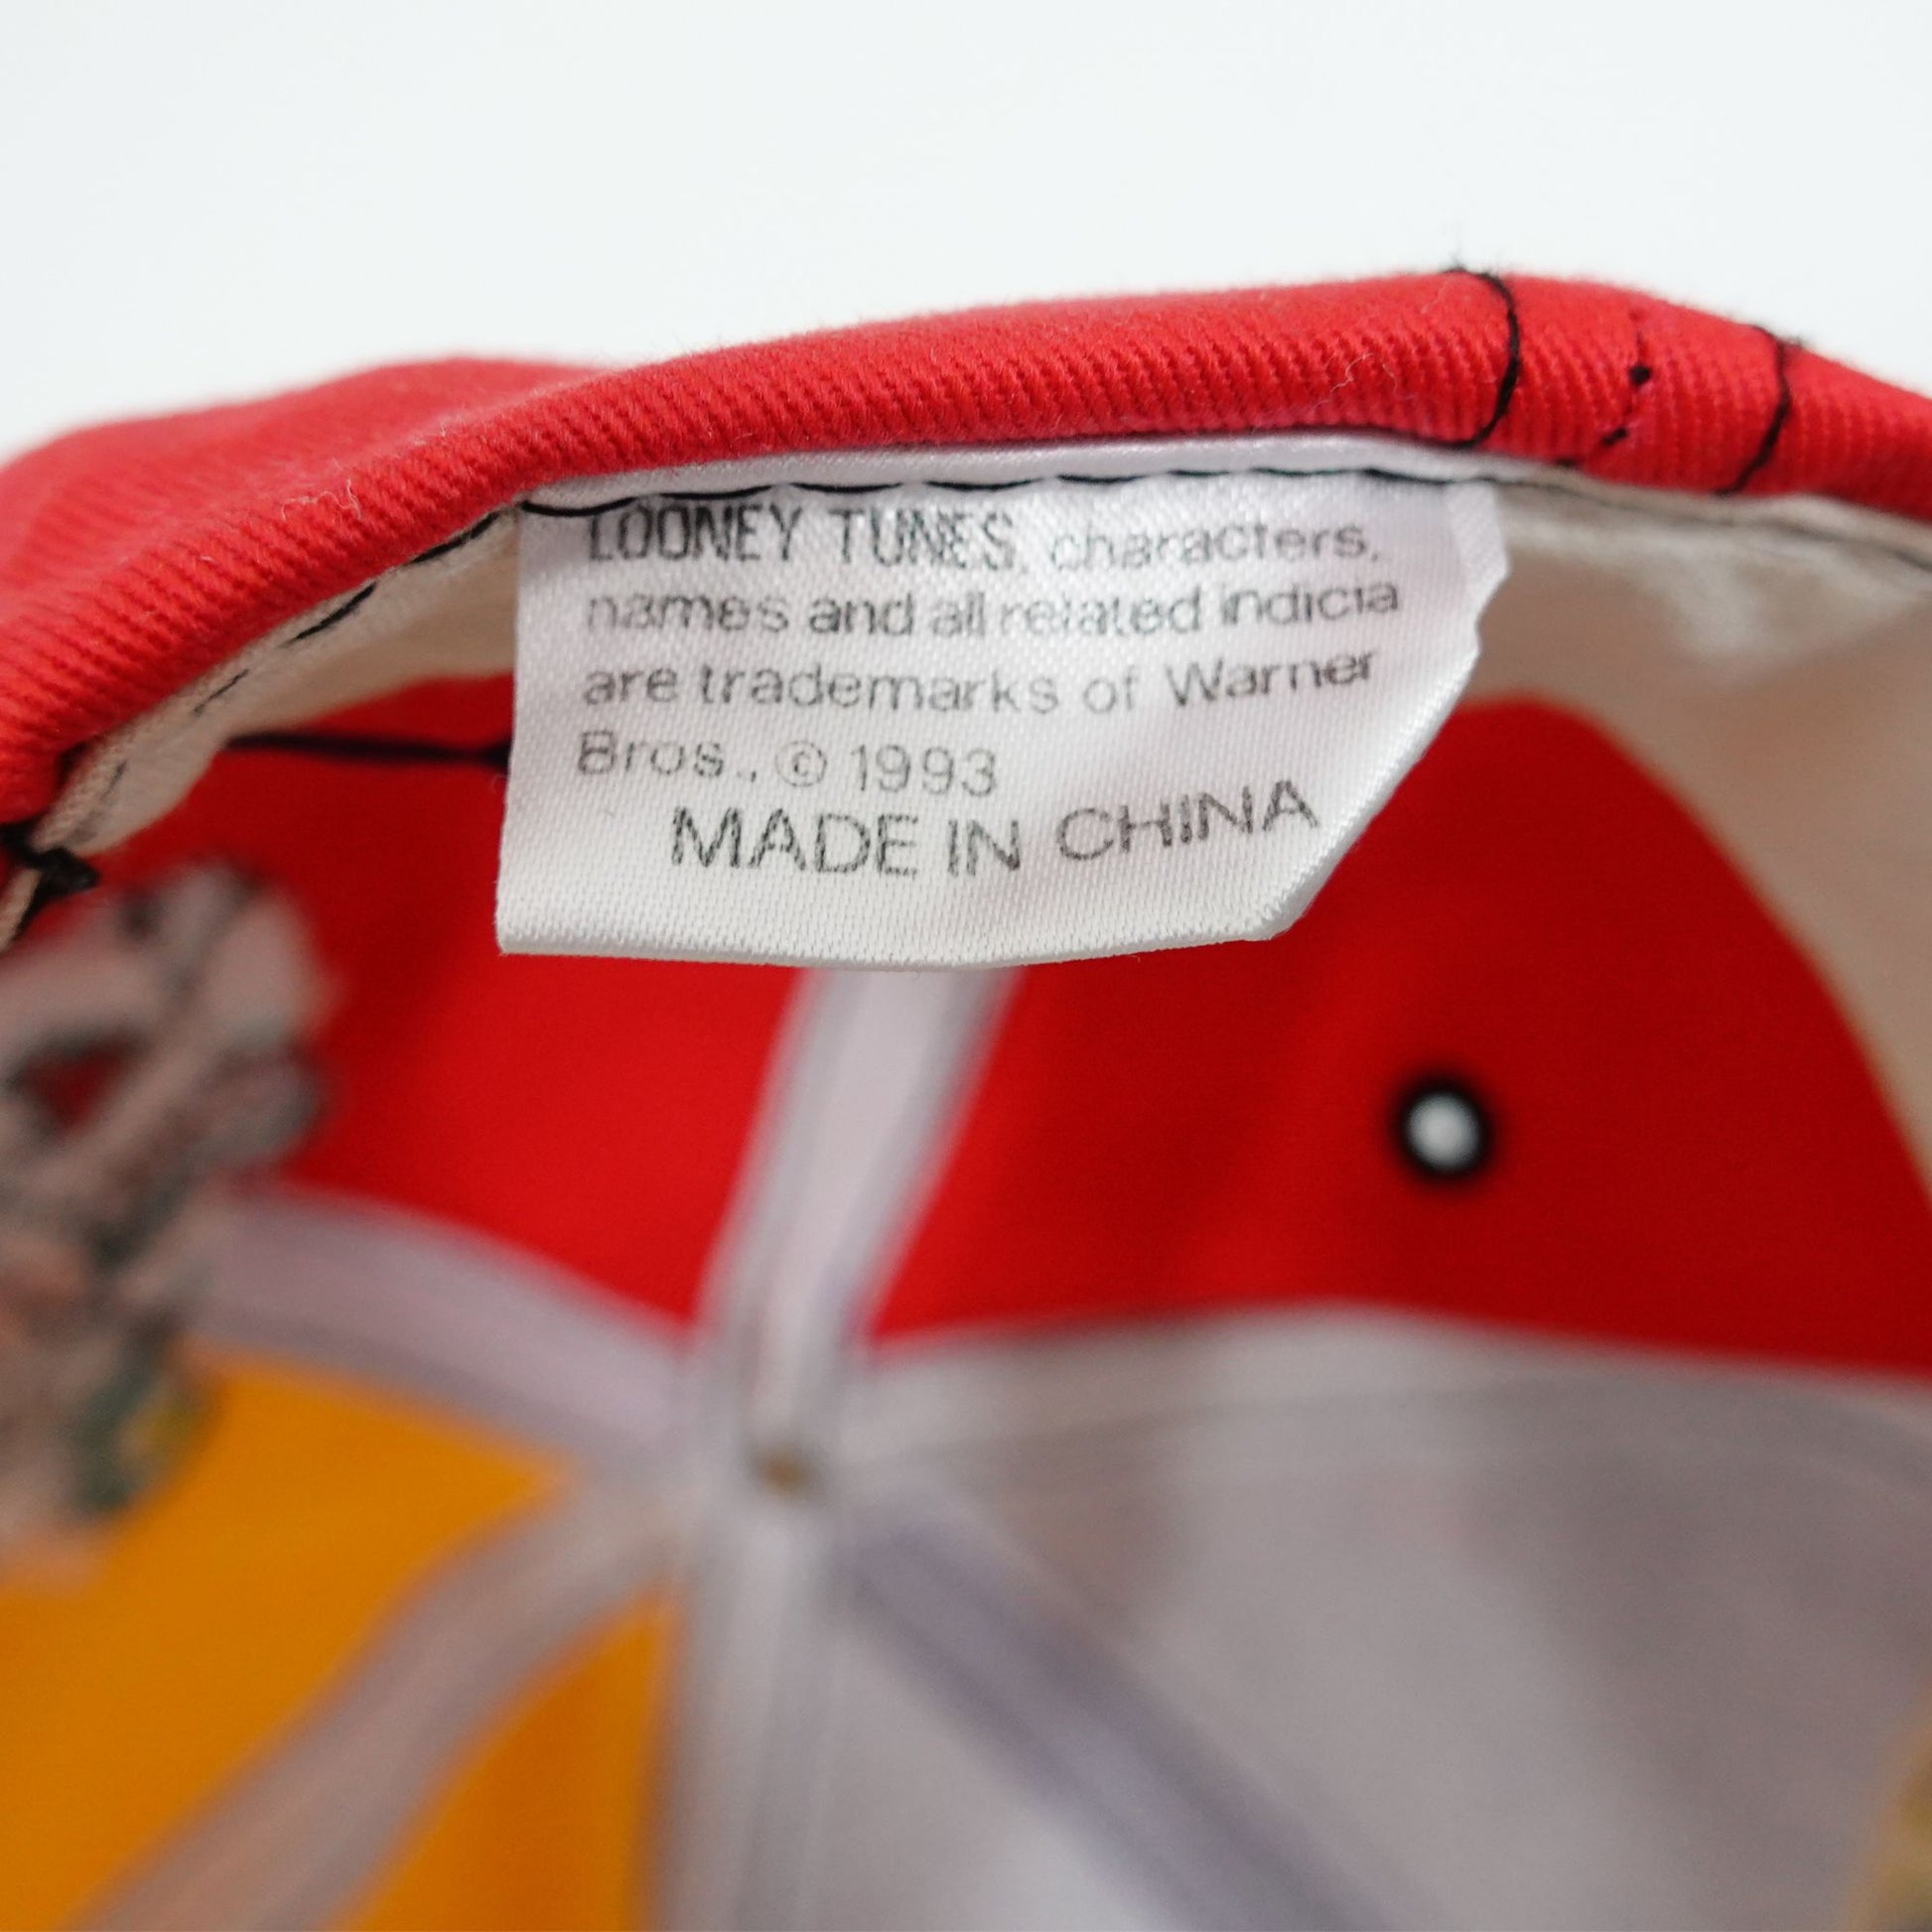 LOONEY TUNES, characters,
names and all related indicia
are trademarks of Warner
Bros., © 1993
MADE IN CHINA